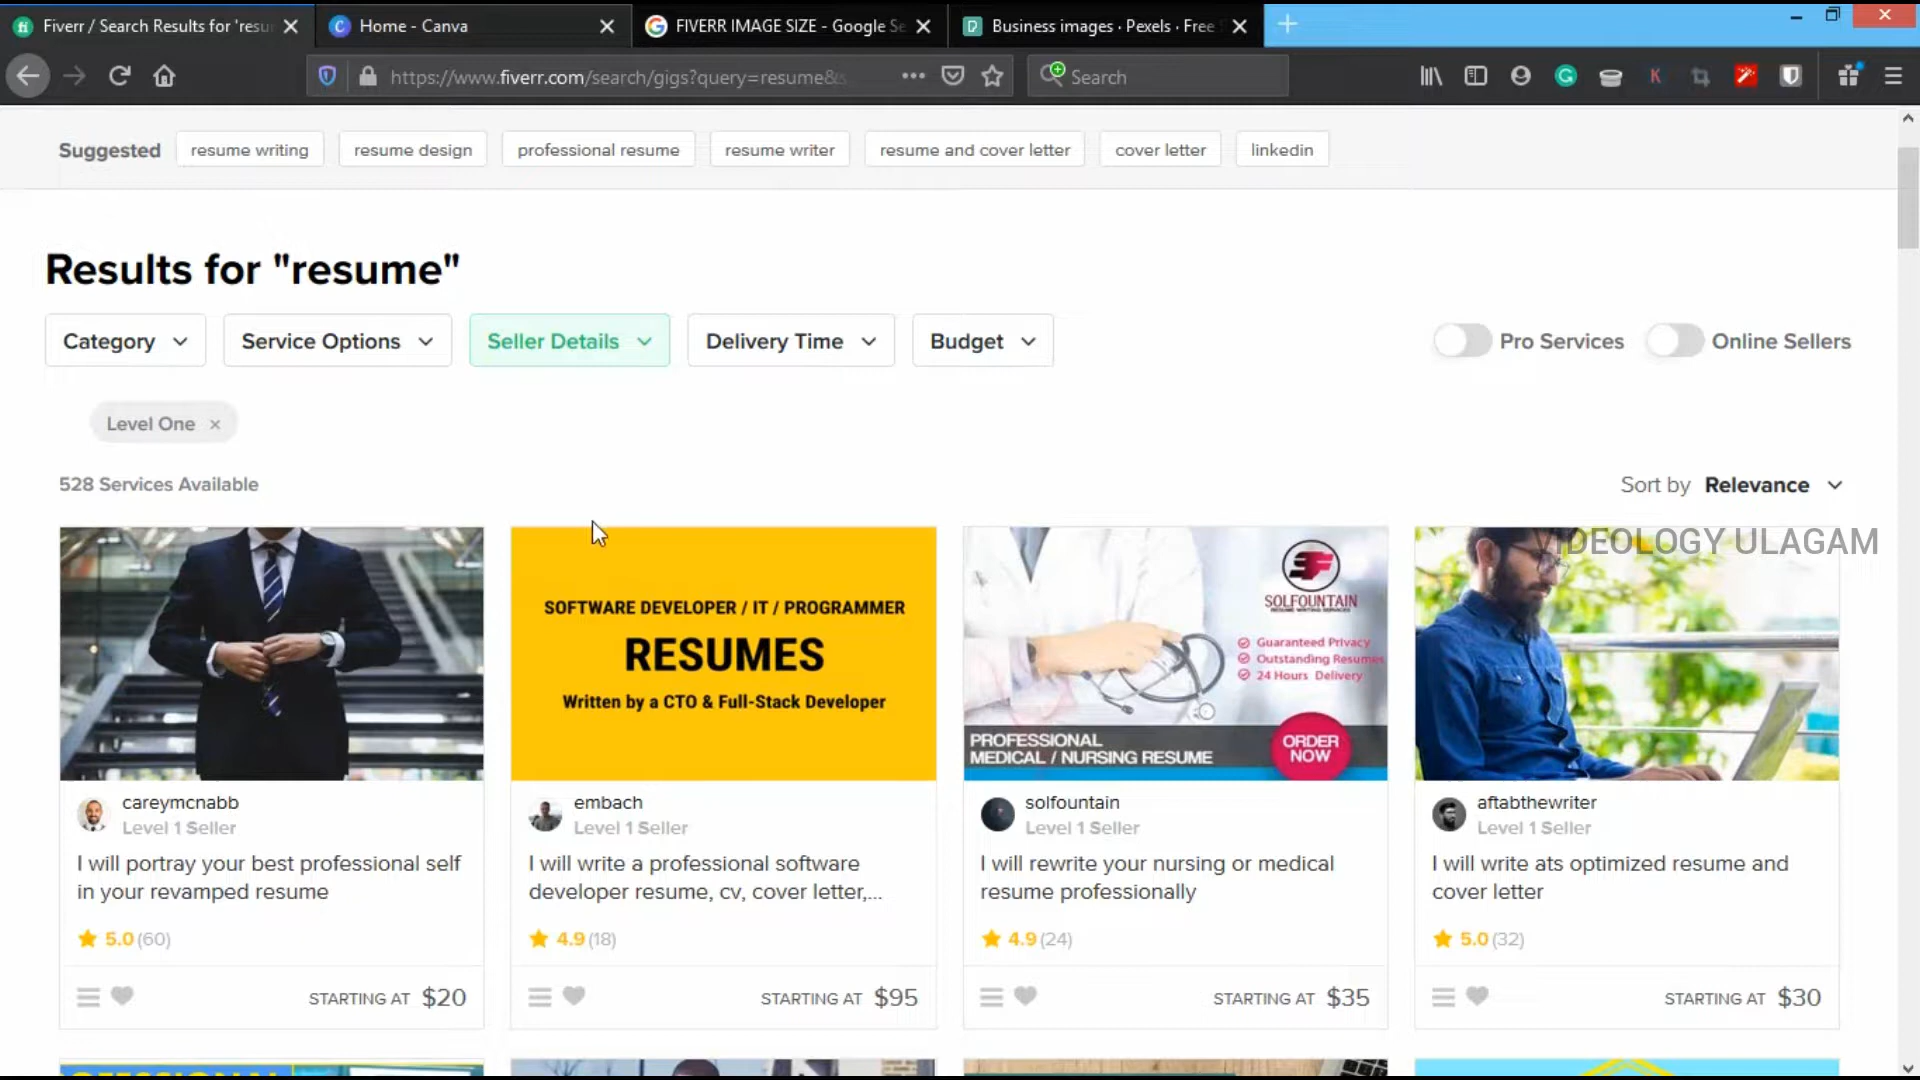 Fiverr / Search Results for 'resu
Home - Canva
FIVERR IMAGE SIZE - Google Se
Business images · Pexels · Free
https://www.fiverr.com/search/gigs?query=resume&s
Search
Suggested
resume writing
resume design
professional resume
resume writer
resume and cover letter
cover letter
linkedin
Results for "resume"
Category
Service Options
Seller Details
Delivery Time
Budget
Pro Services
Online Sellers
Level One ×
528 Services Available
Sort by Relevance
IDEOLOGY ULAGAM
SOFTWARE DEVELOPER / IT / PROGRAMMER
RESUMES
Written by a CTO & Full-Stack Developer
SOLFOUNTAIN
Guaranteed Privacy
Outstanding Resumes
24 Hours Delivery
PROFESSIONAL
MEDICAL / NURSING RESUME
ORDER
NOW
careymcnabb
Level 1 Seller
I will portray your best professional self
in your revamped resume
5.0 (60)
STARTING AT $20
embach
Level 1 Seller
I will write a professional software
developer resume, cv, cover letter,...
4.9 (18)
STARTING AT $95
solfountain
Level 1 Seller
I will rewrite your nursing or medical
resume professionally
4.9 (24)
STARTING AT $35
aftabthewriter
Level 1 Seller
I will write ats optimized resume and
cover letter
5.0 (32)
STARTING AT $30